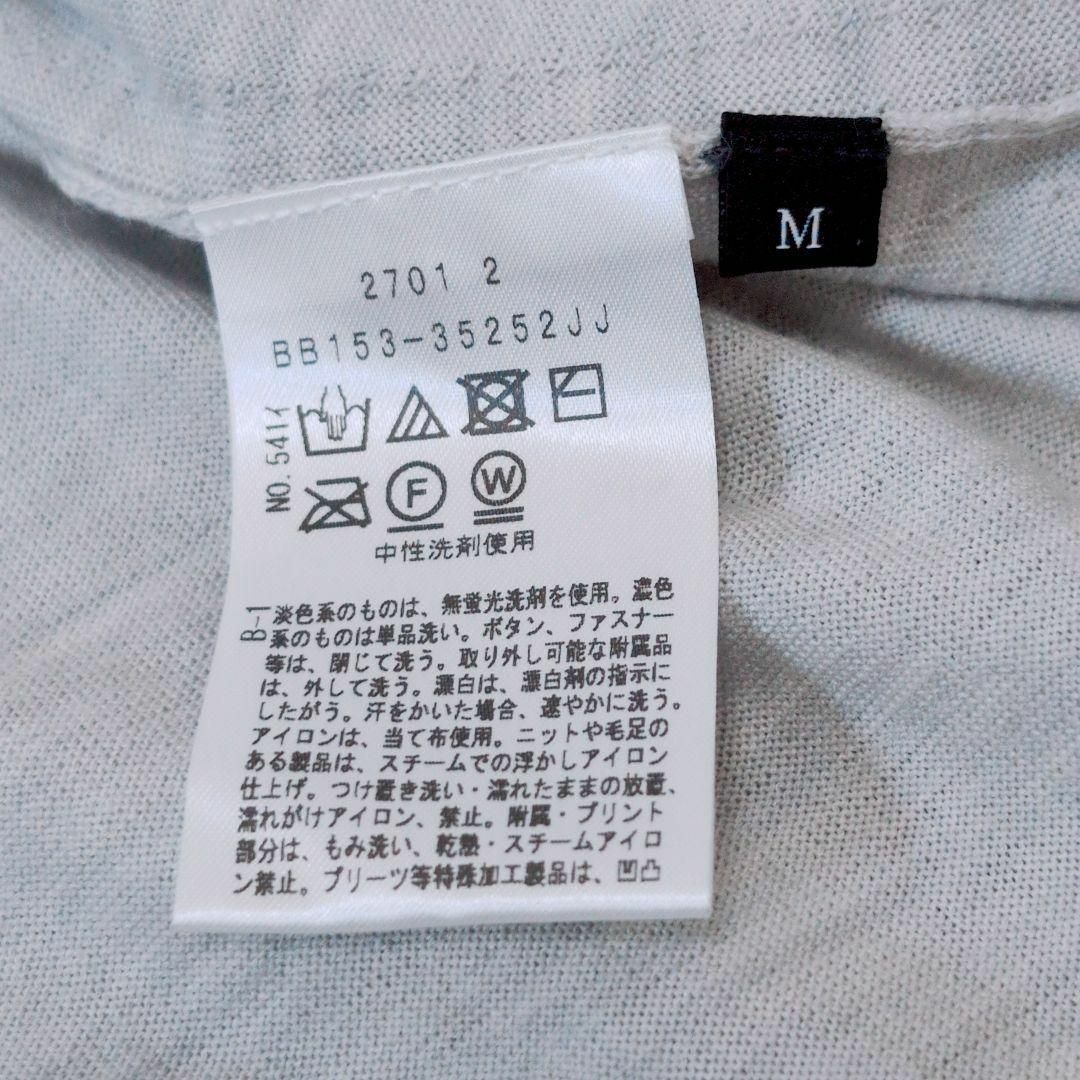 M
2701 2
BB153-35252JJ
NO.541イ
F
W
中性洗剤使用
B-1
淡色系のものは、無蛍光洗剤を使用。濃色
系のものは単品洗い。ボタン、ファスナー
等は、閉じて洗う。取り外し可能な附属品
は、外して洗う。漂白は、漂白剤の指示に
したがう。汗をかいた場合、速やかに洗う。
アイロンは、当て布使用。ニットや毛足の
ある製品は、スチームでの浮かしアイロン
仕上げ。つけ置き洗い・濡れたままの放置、
濡れがけアイロン、禁止。附属・プリント
部分は、もみ洗い、乾熱・スチームアイロ
ン禁止。プリーツ等特殊加工製品は、凹凸